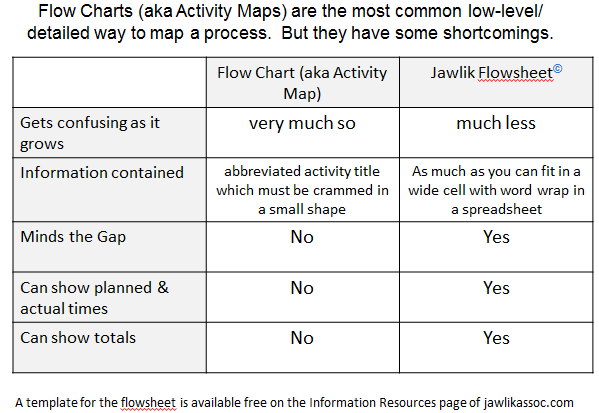 Flow Charts (aka Activity Maps) are the most common low-level/
detailed way to map a process.  But they have some shortcomings.
Flow Chart (aka Activity
Map)
Jawlik Flowsheet©
Gets confusing as it
grows
very much so
much less
Information contained
abbreviated activity title
which must be crammed in
a small shape
As much as you can fit in a
wide cell with word wrap in
a spreadsheet
Minds the Gap
No
Yes
Can show planned &
actual times
No
Yes
Can show totals
No
Yes
A template for the flowsheet is available free on the Information Resources page of jawlikassoc.com